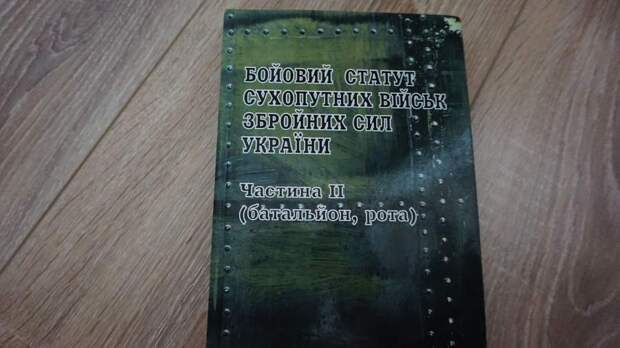 БОЙОВИЙ СТАТУТ
СУХОПУТНИХ ВІЙСЬК
ЗБРОЙНИХ СИЛ
УКРАЇНИ
Частина II
(батальйон, рота)